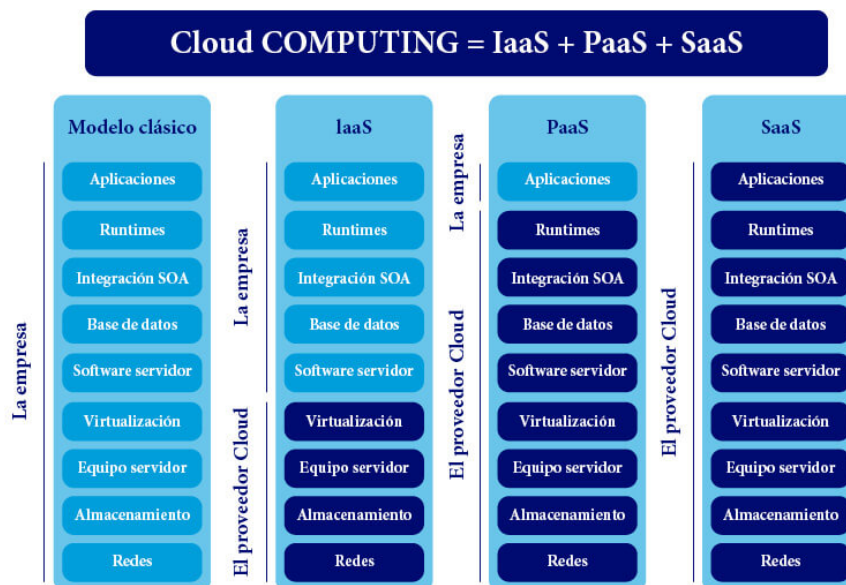 Cloud COMPUTING = IaaS + PaaS + SaaS
Modelo clásico
La empresa
Aplicaciones
Runtimes
Integración SOA
Base de datos
Software servidor
Virtualización
Equipo servidor
Almacenamiento
Redes
IaaS
La empresa
El proveedor Cloud
Aplicaciones
Runtimes
Integración SOA
Base de datos
Software servidor
Virtualización
Equipo servidor
Almacenamiento
Redes
PaaS
La empresa
El proveedor Cloud
Aplicaciones
Runtimes
Integración SOA
Base de datos
Software servidor
Virtualización
Equipo servidor
Almacenamiento
Redes
SaaS
El proveedor Cloud
Aplicaciones
Runtimes
Integración SOA
Base de datos
Software servidor
Virtualización
Equipo servidor
Almacenamiento
Redes